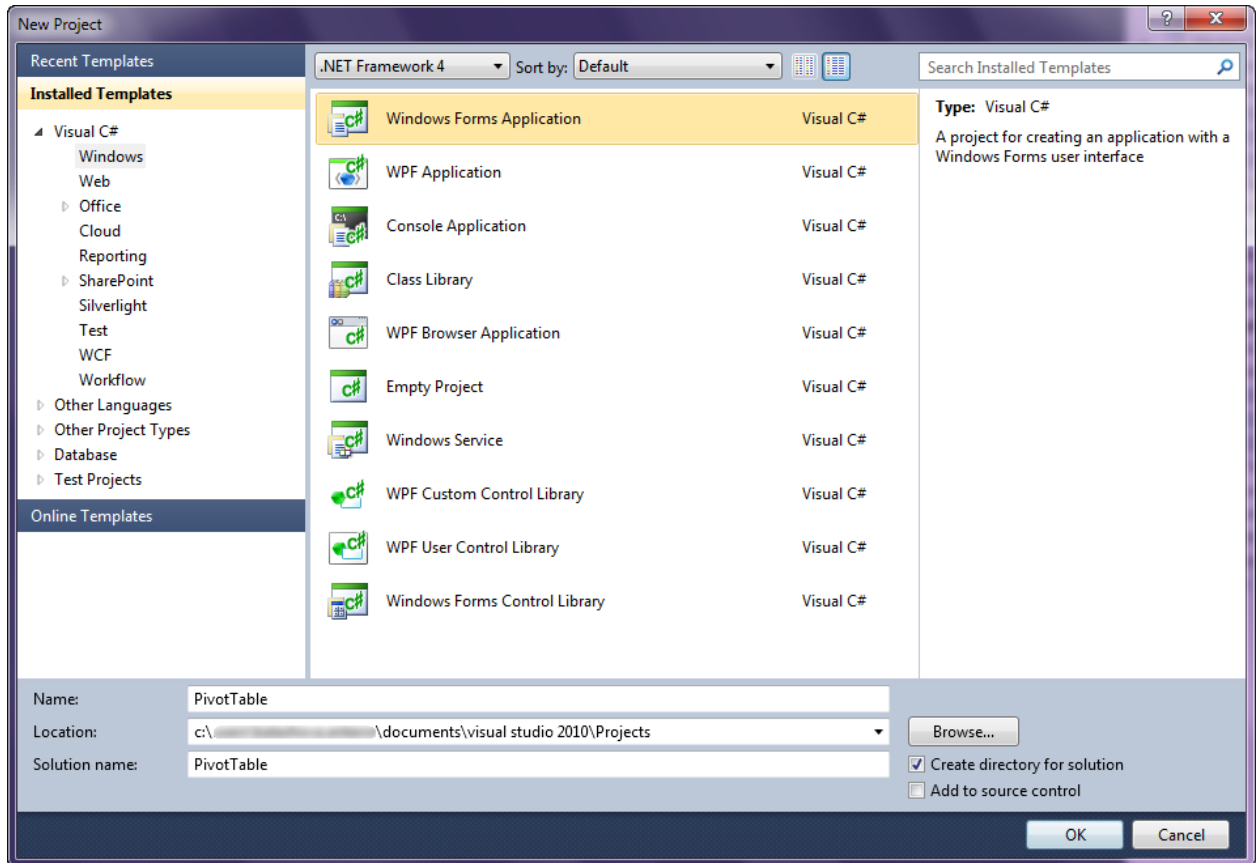 New Project
Recent Templates
Installed Templates
Visual C#
Windows
Web
Office
Cloud
Reporting
SharePoint
Silverlight
Test
WCF
Workflow
Other Languages
Other Project Types
Database
Test Projects
Online Templates
.NET Framework 4 Sort by: Default
Windows Forms Application Visual C#
WPF Application Visual C#
Console Application Visual C#
Class Library Visual C#
WPF Browser Application Visual C#
Empty Project Visual C#
Windows Service Visual C#
WPF Custom Control Library Visual C#
WPF User Control Library Visual C#
Windows Forms Control Library Visual C#
Search Installed Templates
Type: Visual C#
A project for creating an application with a
Windows Forms user interface
Name: PivotTable
Location: c:\ \documents\visual studio 2010\Projects Browse...
Solution name: PivotTable
Create directory for solution
Add to source control
OK Cancel